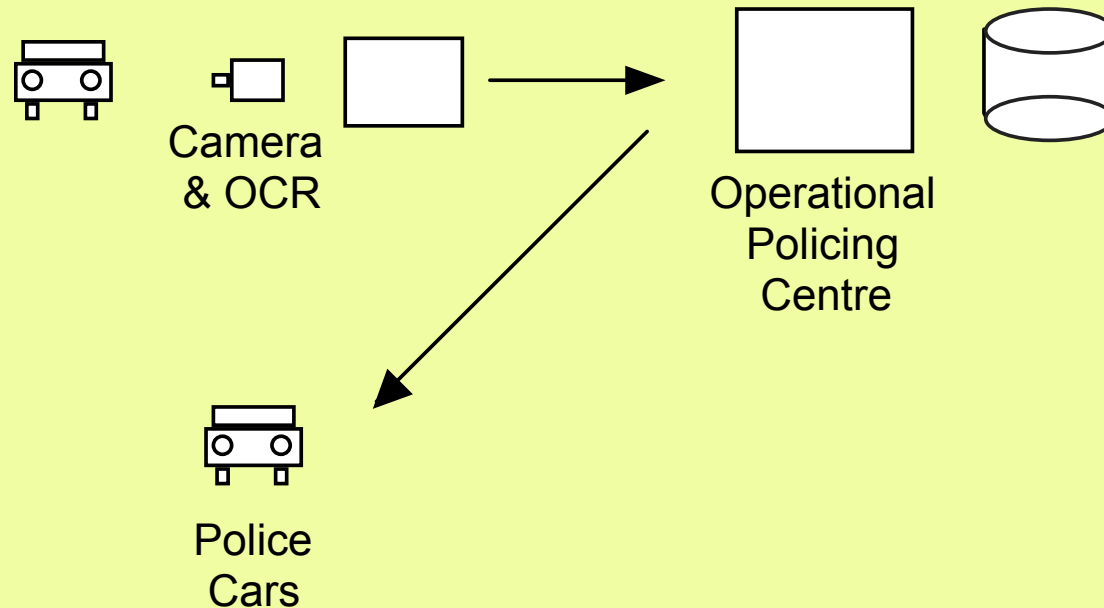 Camera
& OCR
Operational
Policing
Centre
Police
Cars